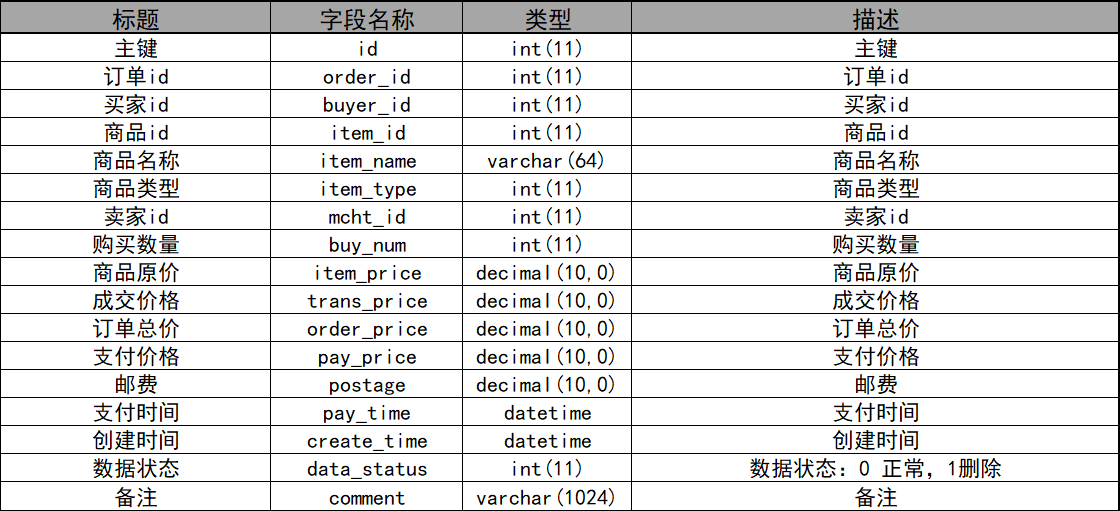 标题 字段名称 类型 描述
主键 id int(11) 主键
订单id order_id int(11) 订单id
买家id buyer_id int(11) 买家id
商品id item_id int(11) 商品id
商品名称 item_name varchar(64) 商品名称
商品类型 item_type int(11) 商品类型
卖家id mcht_id int(11) 卖家id
购买数量 buy_num int(11) 购买数量
商品原价 item_price decimal(10,0) 商品原价
成交价格 trans_price decimal(10,0) 成交价格
订单总价 order_price decimal(10,0) 订单总价
支付价格 pay_price decimal(10,0) 支付价格
邮费 postage decimal(10,0) 邮费
支付时间 pay_time datetime 支付时间
创建时间 create_time datetime 创建时间
数据状态 data_status int(11) 数据状态：0 正常，1删除
备注 comment varchar(1024) 备注